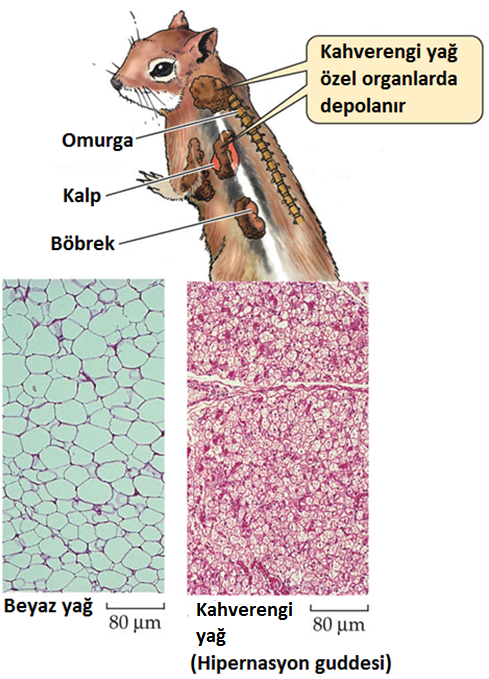 Kahverengi yağ
özel organlarda
depolanır
Omurga
Kalp
Böbrek
Beyaz yağ
80 µm
Kahverengi
yağ
(Hipernasyon guddesi)
80 µm